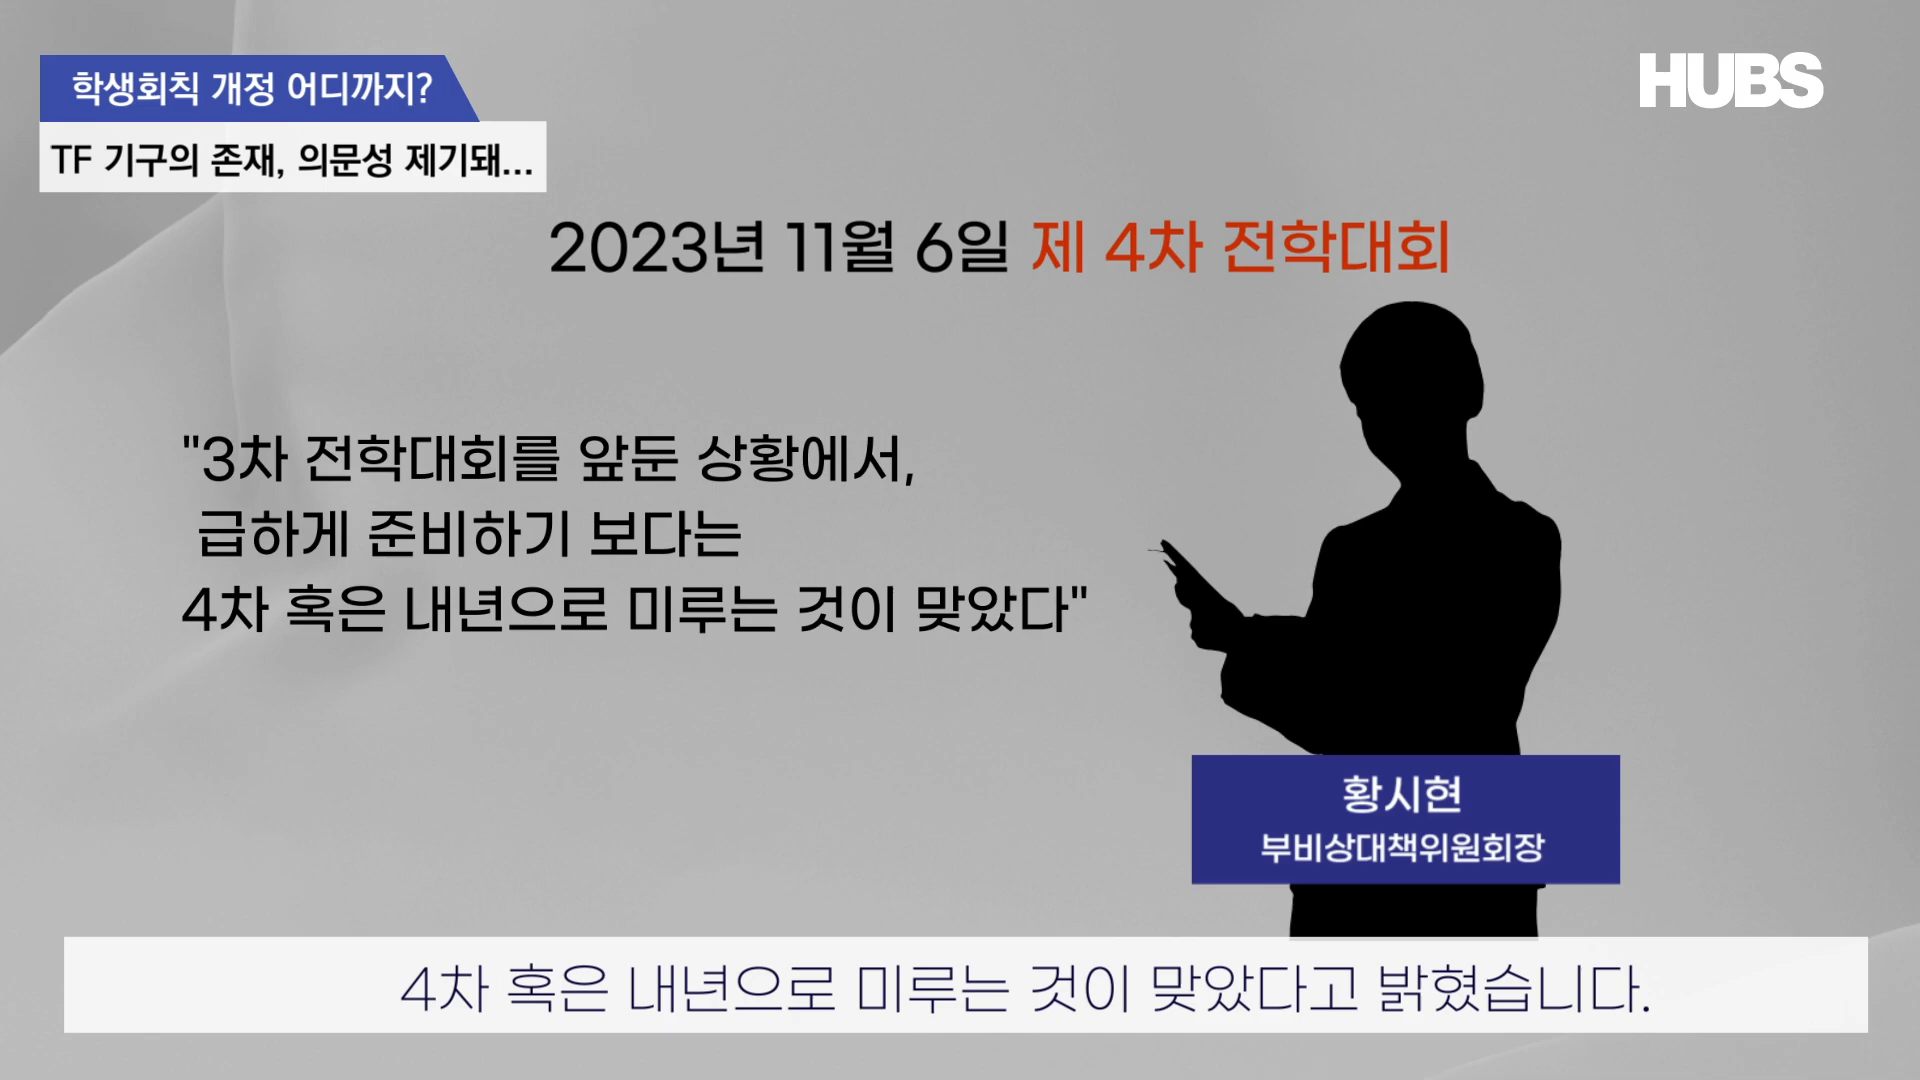 학생회칙 개정 어디까지?
HUBS
TF 기구의 존재, 의문성 제기돼...
2023년 11월 6일 제 4차 전학대회
"3차 전학대회를 앞둔 상황에서,
급하게 준비하기 보다는
4차 혹은 내년으로 미루는 것이 맞았다"
황시현
부비상대책위원회장
4차 혹은 내년으로 미루는 것이 맞았다고 밝혔습니다.